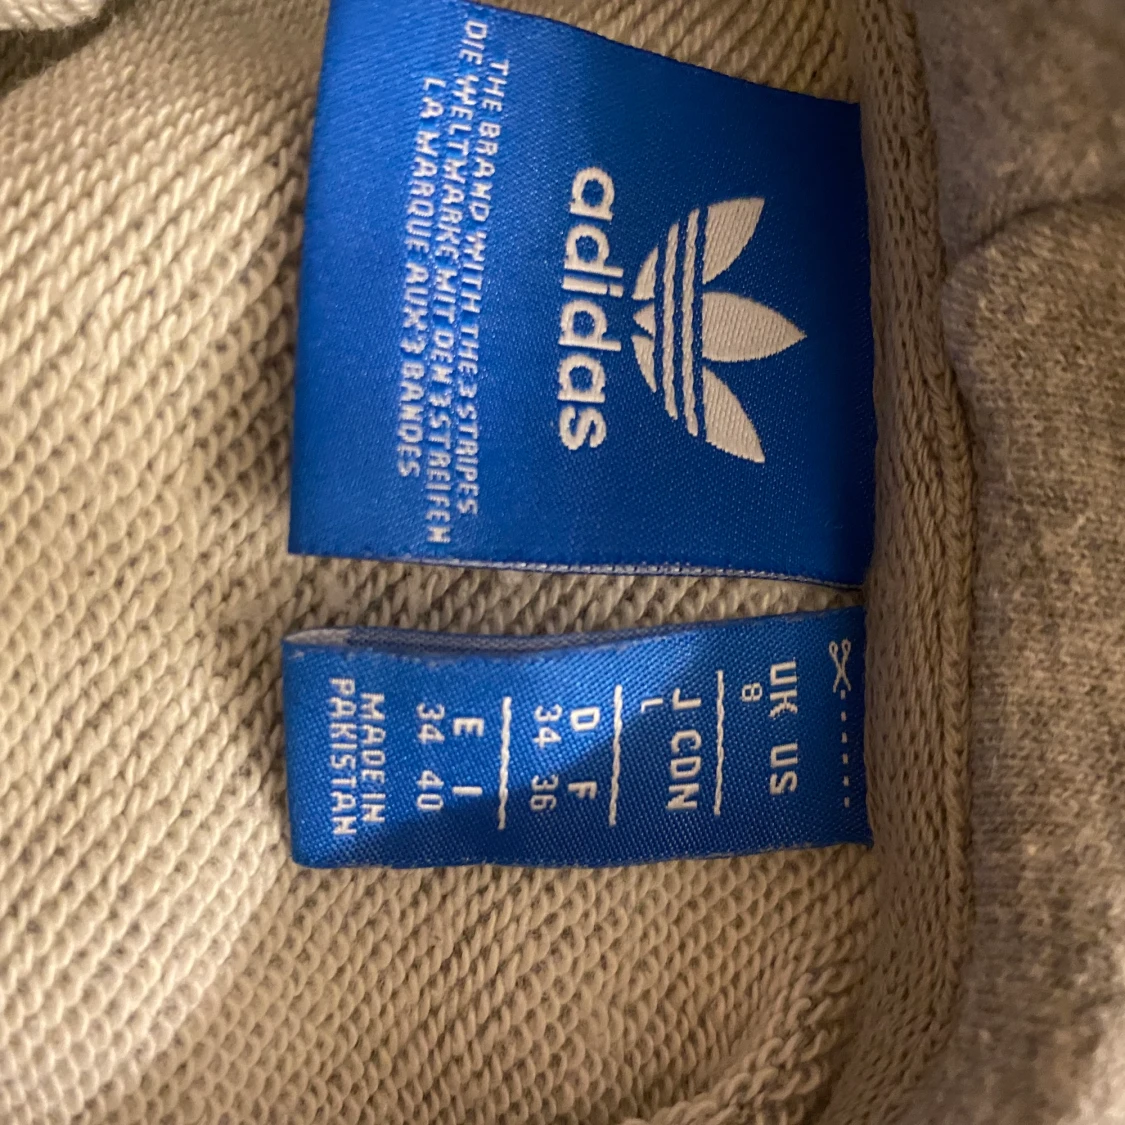 adidas
THE BRAND WITH THE 3 STRIPES
DIE WELTMARKE MIT DEN 3 STREIFEN
LA MARQUE AUX 3 BANDES
UK US
8
J CDN
L
D F
34 36
E I
34 40
MADE IN
PAKISTAN